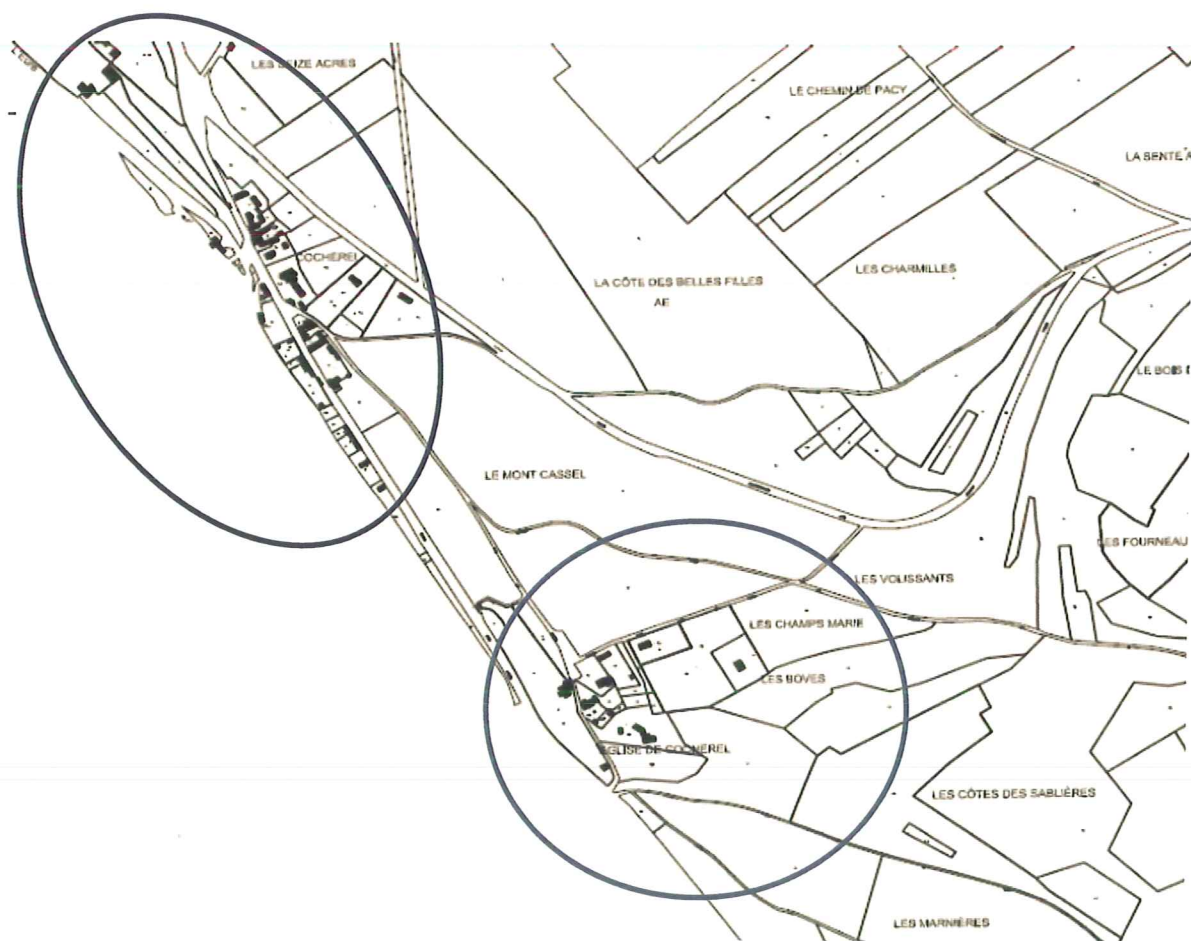 LES SEIZE ACRES
LE CHEMIN DE PACY
LA SENTE A
COCHEREL
LES CHARMILLES
LA CÔTE DES BELLES FILLES
AE
LE BOIS
LE MONT CASSEL
LES FOURNEAU
LES VOLISSANTS
LES CHAMPS MARIE
LES BOVES
EGLISE DE COCHEREL
LES CÔTES DES SABLIÈRES
LES MARNIÈRES